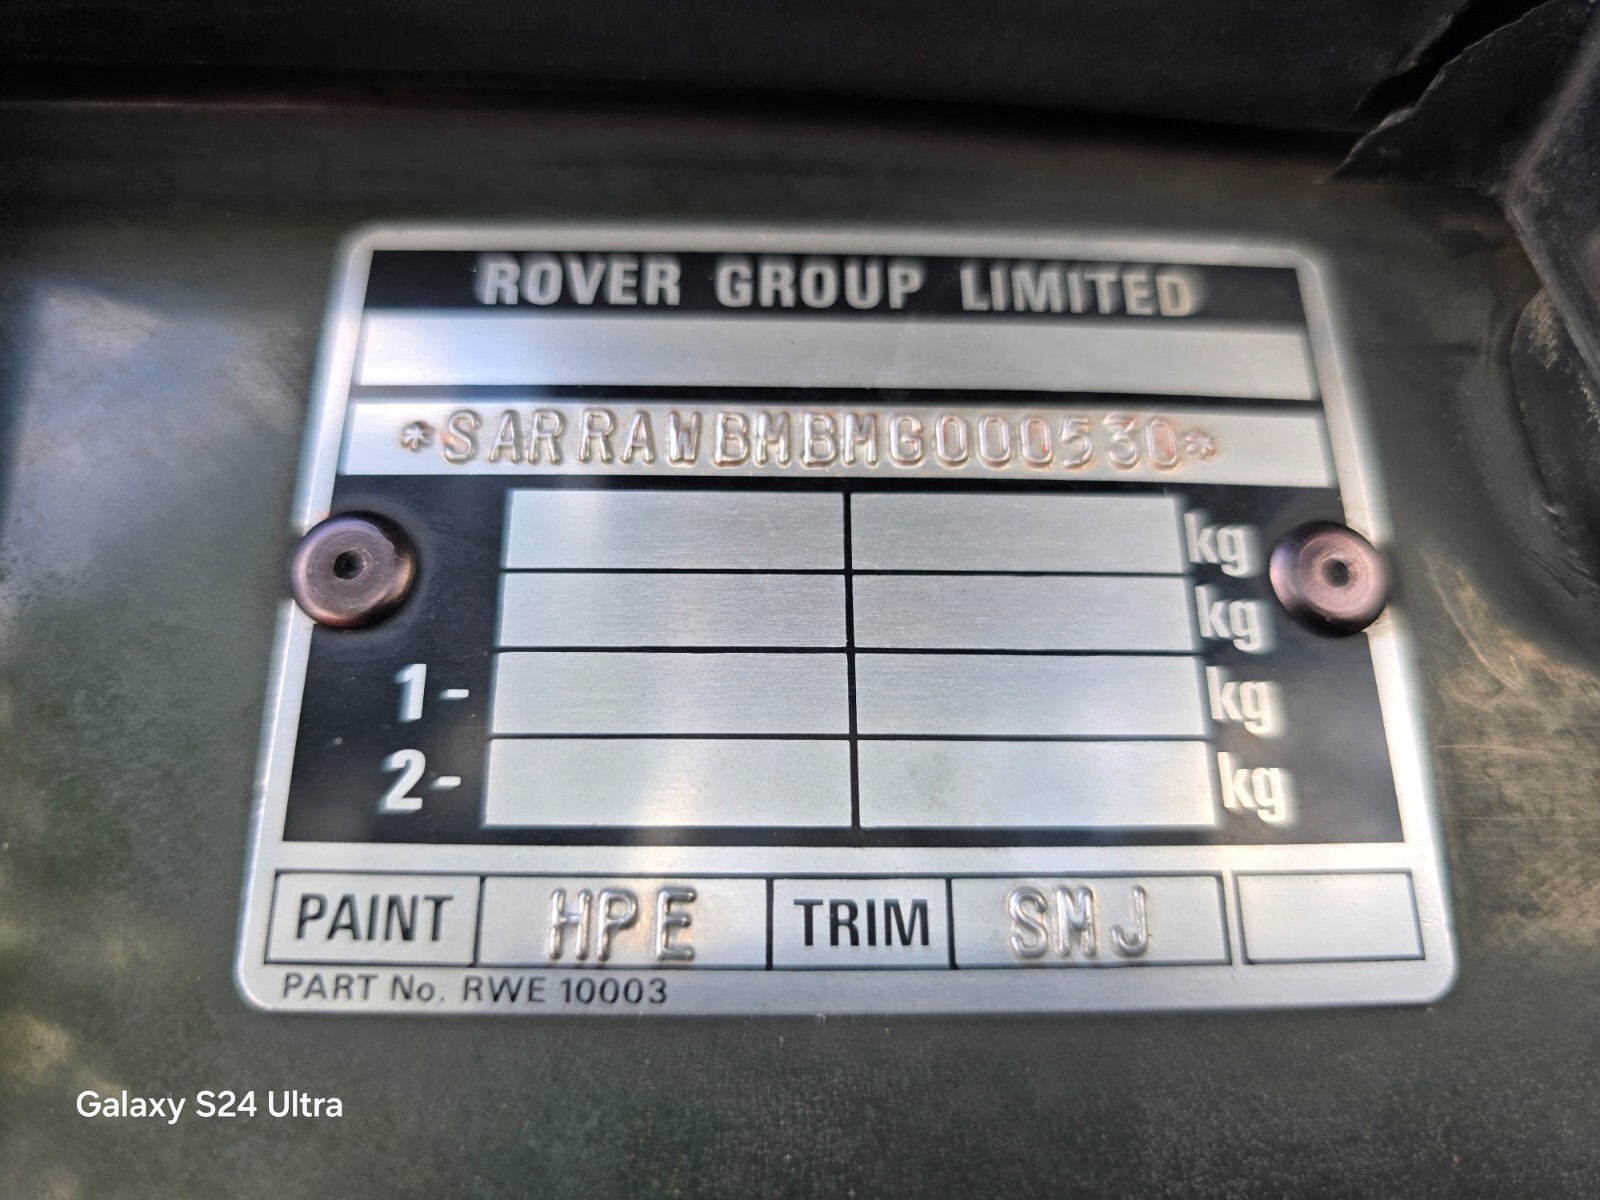 ROVER GROUP LIMITED
*SARRAWBMBMG000530*
kg
kg
1- kg
2- kg
PAINT HPE TRIM SMJ
PART No. RWE 10003
Galaxy S24 Ultra